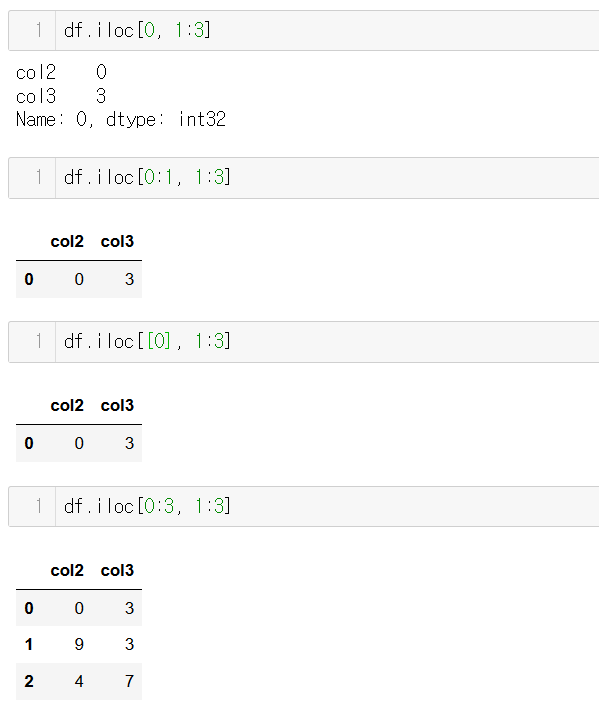 1 df.iloc[0, 1:3]
col2 0
col3 3
Name: 0, dtype: int32
1 df.iloc[0:1, 1:3]
col2 col3
0 0 3
1 df.iloc[[0], 1:3]
col2 col3
0 0 3
1 df.iloc[0:3, 1:3]
col2 col3
0 0 3
1 9 3
2 4 7